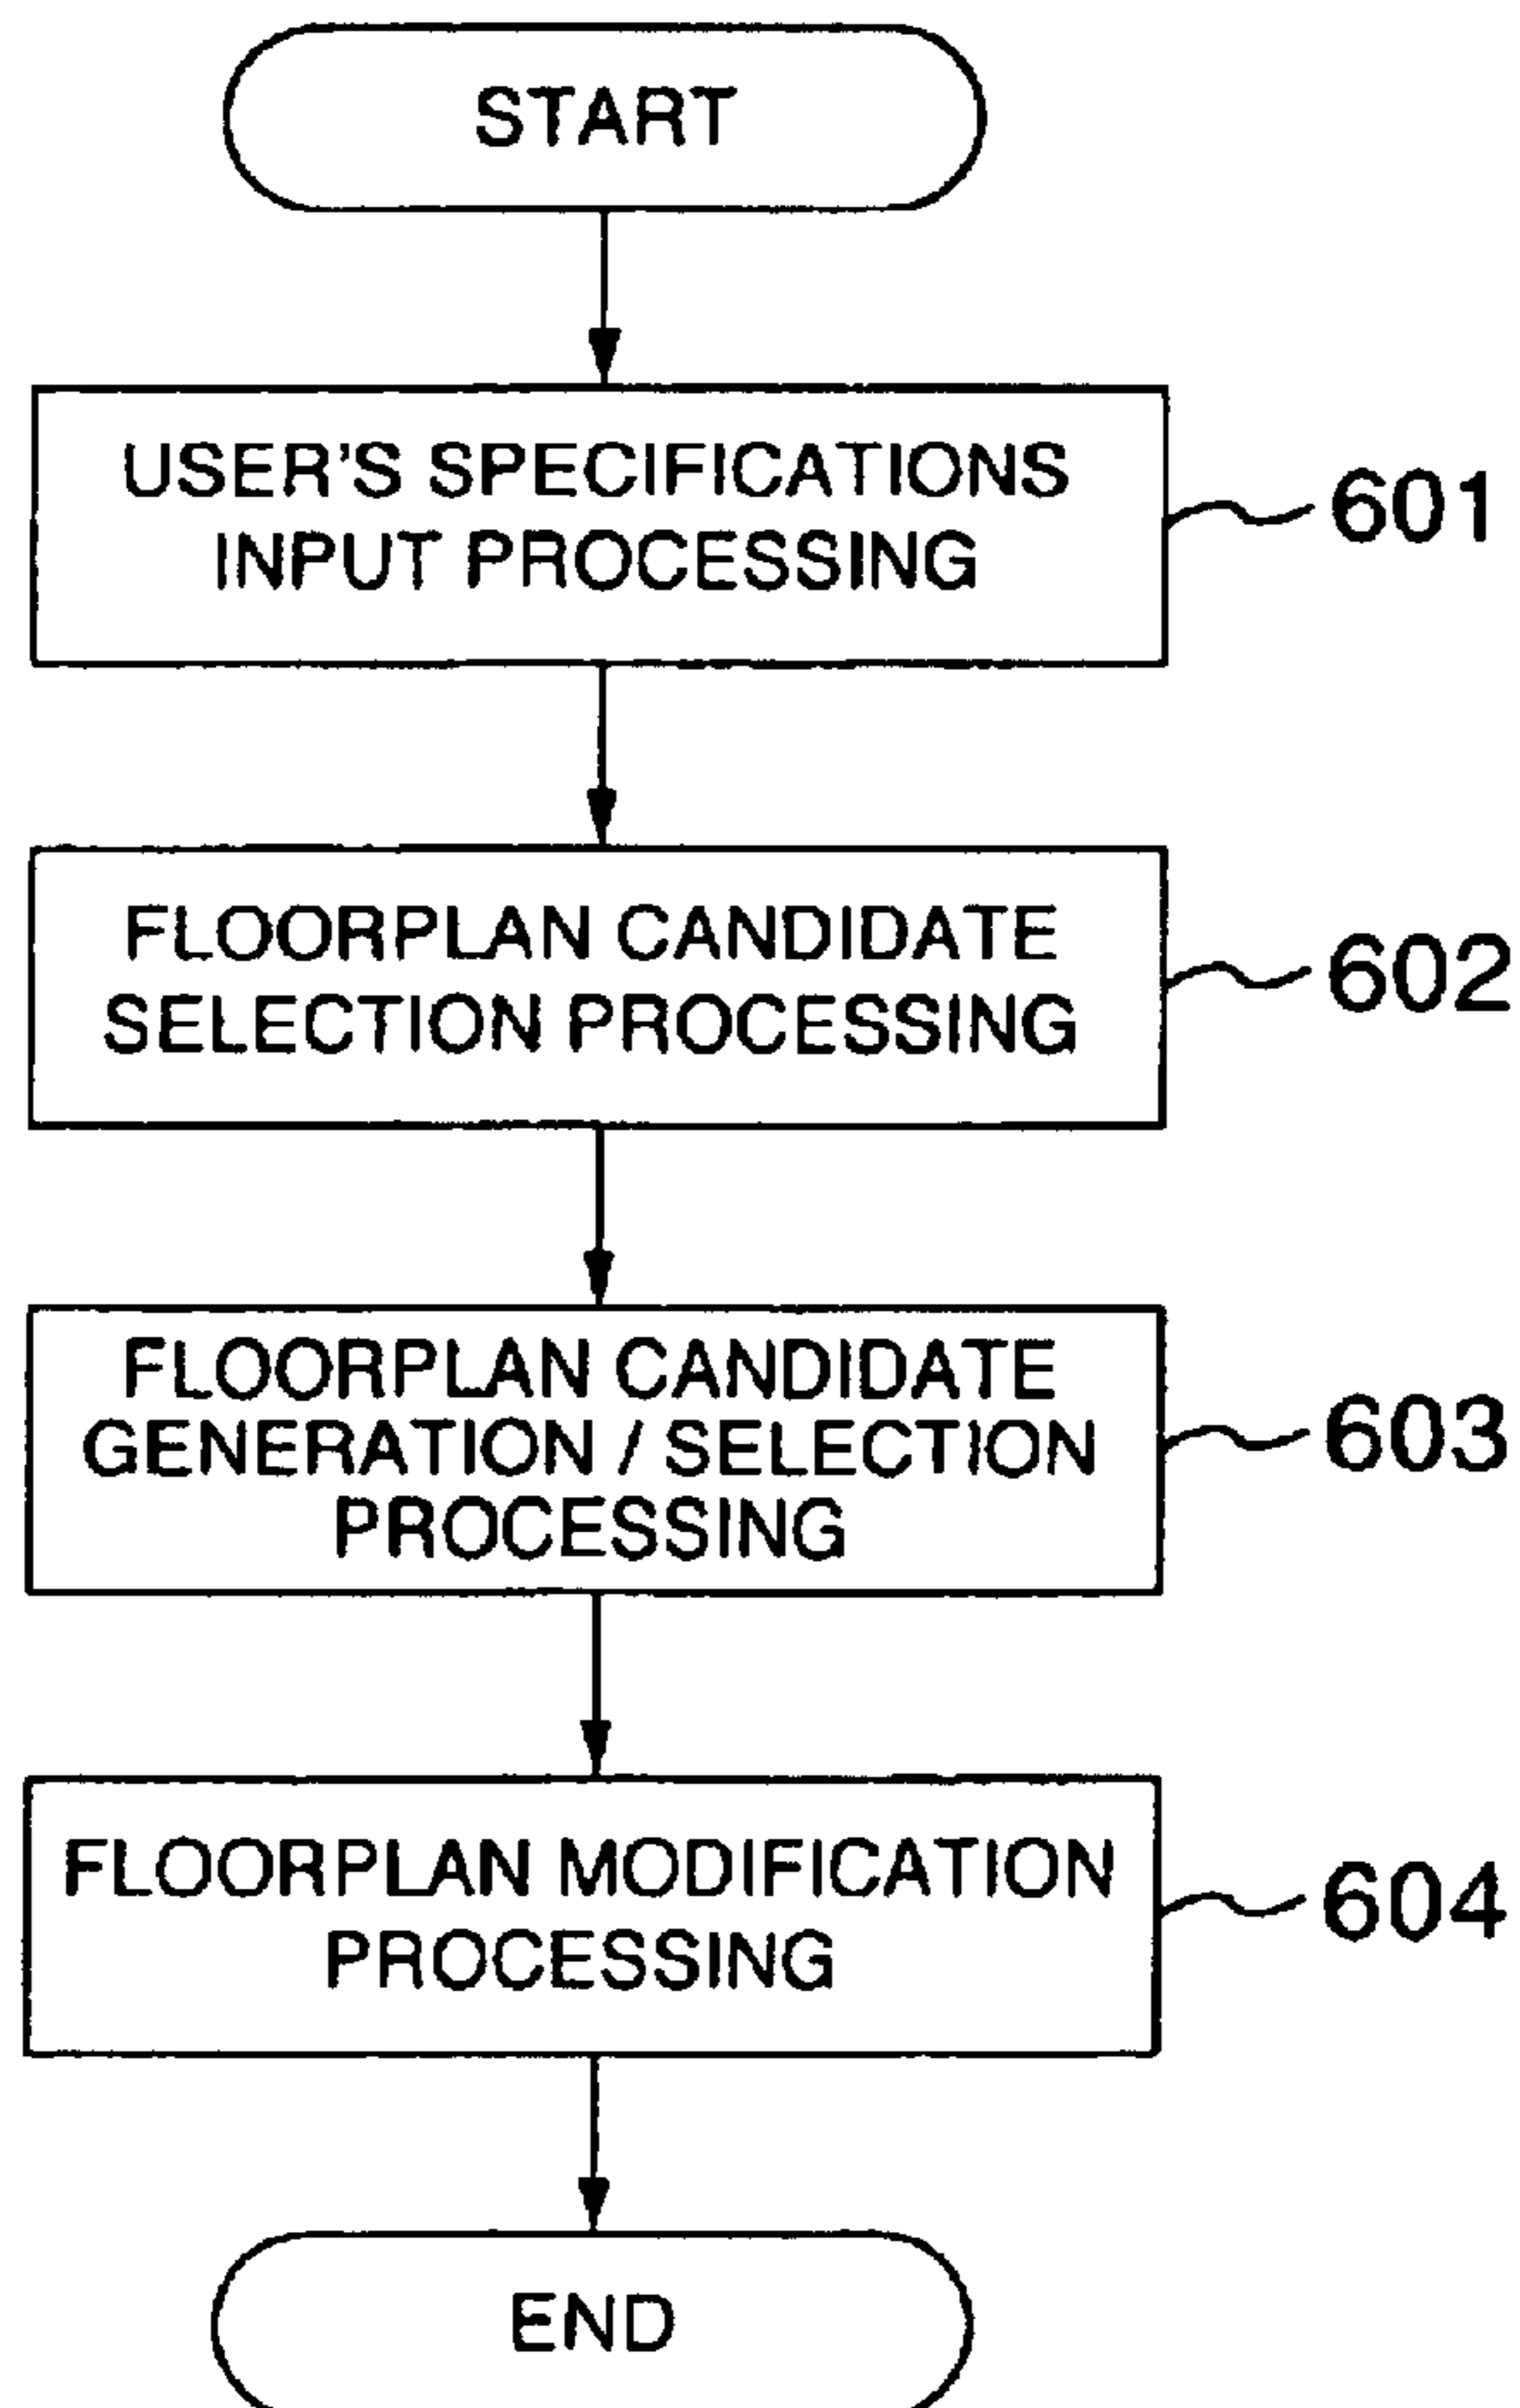 START
USER'S SPECIFICATIONS
INPUT PROCESSING
601
FLOORPLAN CANDIDATE
SELECTION PROCESSING
602
FLOORPLAN CANDIDATE
GENERATION / SELECTION
PROCESSING
603
FLOORPLAN MODIFICATION
PROCESSING
604
END